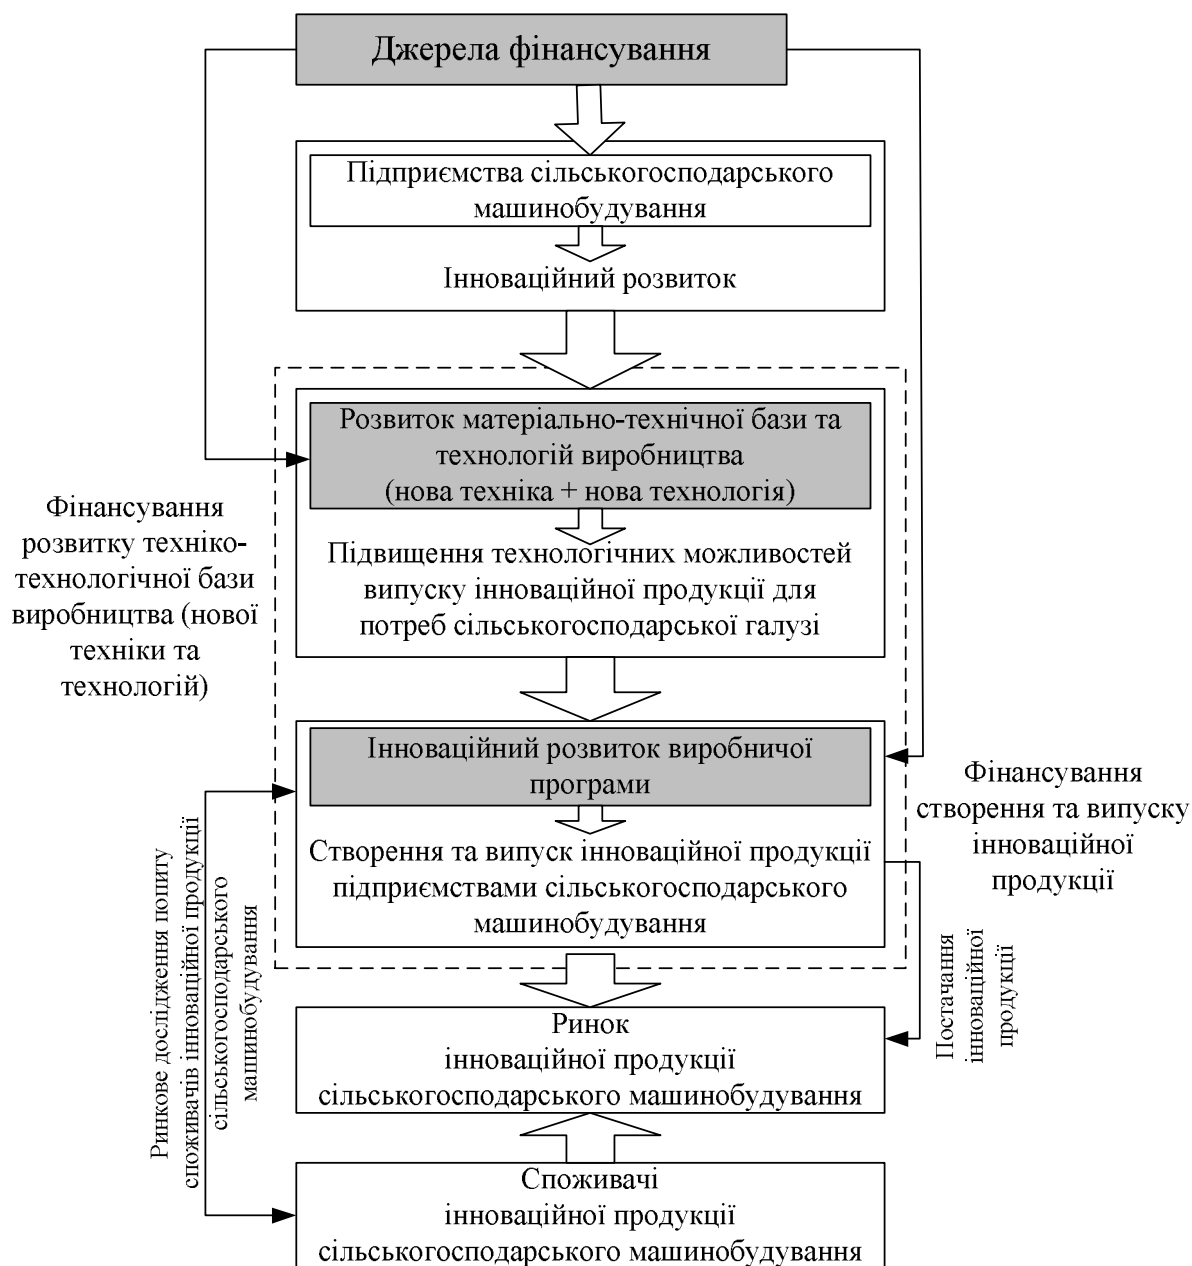 Джерела фінансування
Підприємства сільськогосподарського
машинобудування
Інноваційний розвиток
Розвиток матеріально-технічної бази та
технологій виробництва
(нова техніка + нова технологія)
Підвищення технологічних можливостей
випуску інноваційної продукції для
потреб сільськогосподарської галузі
Фінансування
розвитку техніко-
технологічної бази
виробництва (нової
техніки та
технологій)
Інноваційний розвиток виробничої
програми
Створення та випуск інноваційної продукції
підприємствами сільськогосподарського
машинобудування
Фінансування
створення та випуску
інноваційної
продукції
Ринкове дослідження попиту
споживачів інноваційної продукції
сільськогосподарського
машинобудування
Постачання
інноваційної
продукції
Ринок
інноваційної продукції
сільськогосподарського машинобудування
Споживачі
інноваційної продукції
сільськогосподарського машинобудування